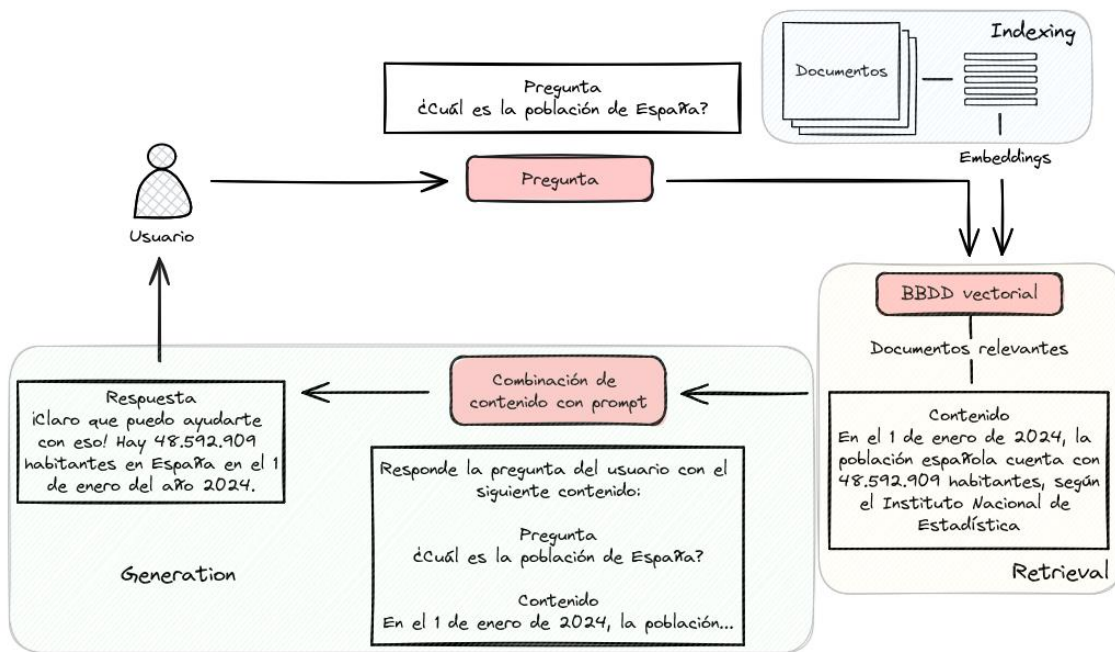 Indexing
Documentos
Embeddings
Pregunta
¿Cuál es la población de España?
Pregunta
Usuario
BBDD vectorial
Documentos relevantes
Contenido
En el 1 de enero de 2024, la
población española cuenta con
48.592.909 habitantes, según
el Instituto Nacional de
Estadística
Retrieval
Combinación de
contenido con prompt
Responde la pregunta del usuario con el
siguiente contenido:
Pregunta
¿Cuál es la población de España?
Contenido
En el 1 de enero de 2024, la población...
Respuesta
¡Claro que puedo ayudarte
con eso! Hay 48.592.909
habitantes en España en el 1
de enero del año 2024.
Generation